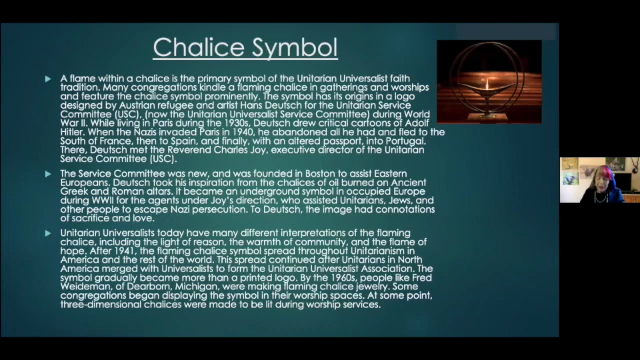 Chalice Symbol
A flame within a chalice is the primary symbol of the Unitarian Universalist faith
tradition. Many congregations kindle a flaming chalice in gatherings and worships
and feature the chalice symbol prominently. The symbol has its origins in a logo
designed by Austrian refugee and artist Hans Deutsch for the Unitarian Service
Committee (USC), (now the Unitarian Universalist Service Committee) during World
War II. While living in Paris during the 1930s, Deutsch drew critical cartoons of Adolf
Hitler. When the Nazis invaded Paris in 1940, he abandoned all he had and fled to the
South of France, then to Spain, and finally, with an altered passport, into Portugal.
There, Deutsch met the Reverend Charles Joy, executive director of the Unitarian
Service Committee (USC).
The Service Committee was new, and was founded in Boston to assist Eastern
Europeans. Deutsch took his inspiration from the chalices of oil burned on Ancient
Greek and Roman altars. It became an underground symbol in occupied Europe
during WWII for the agents under Joy's direction, who assisted Unitarians, Jews, and
other people to escape Nazi persecution. To Deutsch, the image had connotations
of sacrifice and love.
Unitarian Universalists today have many different interpretations of the flaming
chalice, including the light of reason, the warmth of community, and the flame of
hope. After 1941, the flaming chalice symbol spread throughout Unitarianism in
America and the rest of the world. This spread continued after Unitarians in North
America merged with Universalists to form the Unitarian Universalist Association. The
symbol gradually became more than a printed logo. By the 1960s, people like Fred
Weideman, of Dearborn, Michigan, were making flaming chalice jewelry. Some
congregations began displaying the symbol in their worship spaces. At some point,
three-dimensional chalices were made to be lit during worship services.